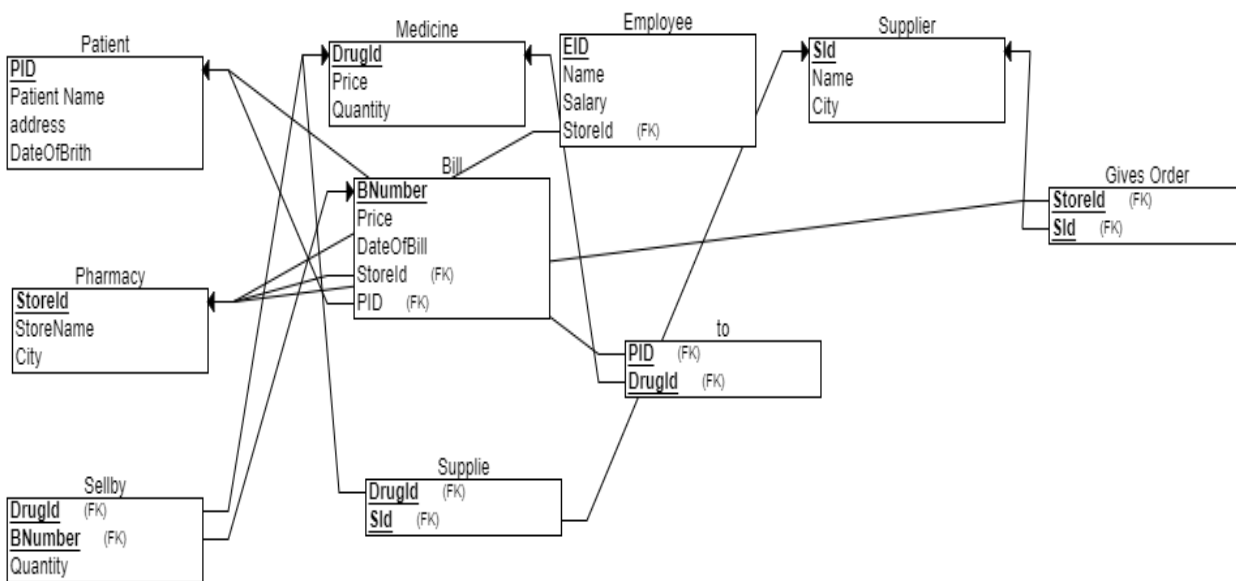 Patient
PID
Patient Name
address
DateOfBrith
Medicine
DrugId
Price
Quantity
Employee
EID
Name
Salary
StoreId (FK)
Supplier
SId
Name
City
Bill
BNumber
Price
DateOfBill
StoreId (FK)
PID (FK)
Gives Order
StoreId (FK)
SId (FK)
Pharmacy
StoreId
StoreName
City
to
PID (FK)
DrugId (FK)
Sellby
DrugId (FK)
BNumber (FK)
Quantity
Supplie
DrugId (FK)
SId (FK)